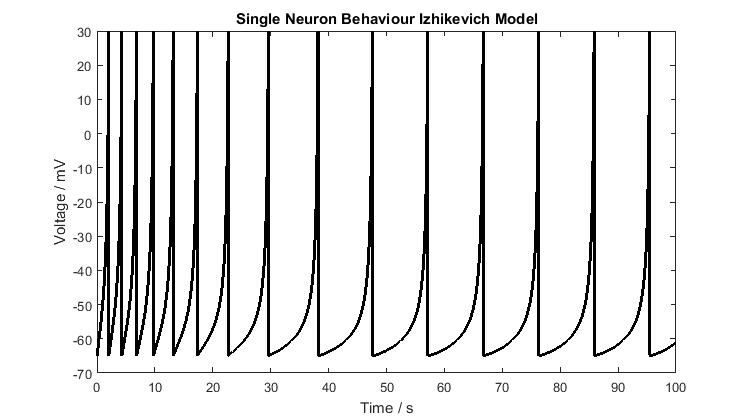 Single Neuron Behaviour Izhikevich Model
30
20
10
0
-10
-20
-30
-40
-50
-60
-70
Voltage / mV
0 10 20 30 40 50 60 70 80 90 100
Time / s